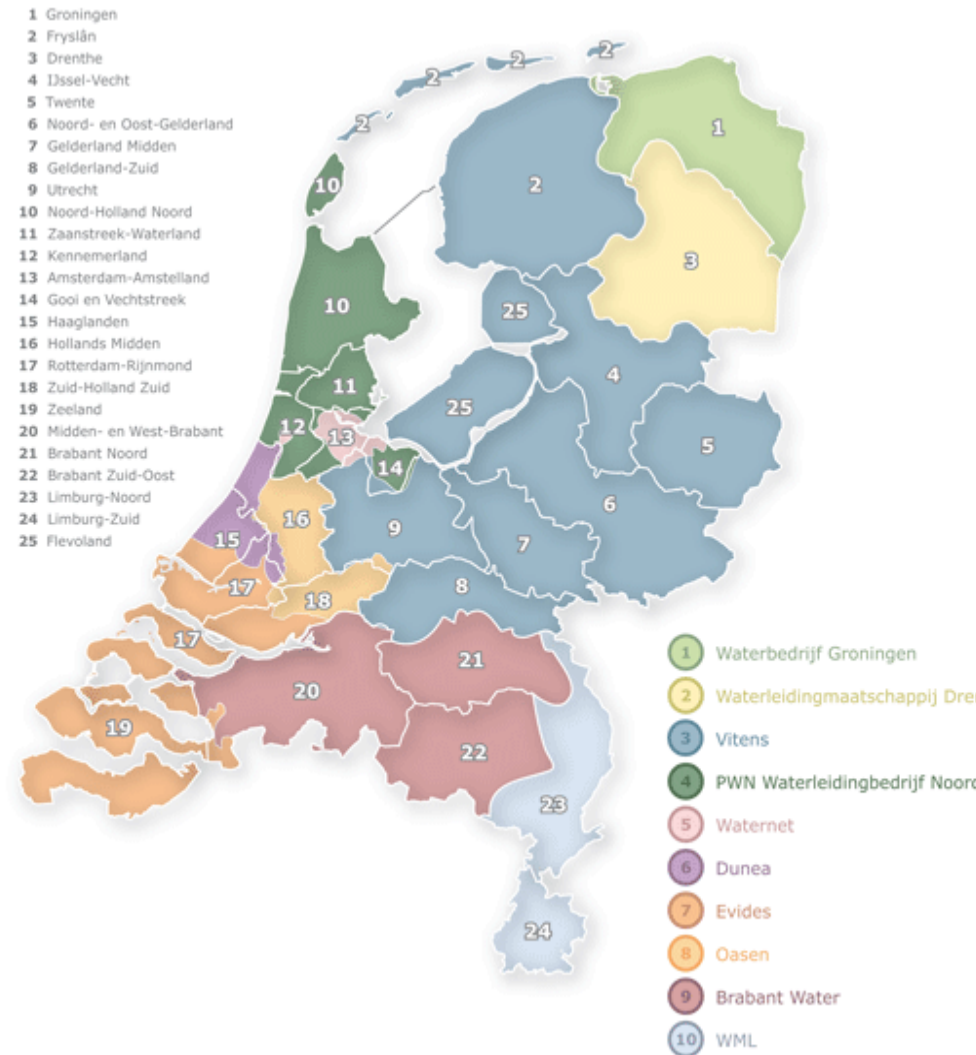 1 Groningen
2 Fryslân
3 Drenthe
4 IJssel-Vecht
5 Twente
6 Noord- en Oost-Gelderland
7 Gelderland Midden
8 Gelderland-Zuid
9 Utrecht
10 Noord-Holland Noord
11 Zaanstreek-Waterland
12 Kennemerland
13 Amsterdam-Amstelland
14 Gooi en Vechtstreek
15 Haaglanden
16 Hollands Midden
17 Rotterdam-Rijnmond
18 Zuid-Holland Zuid
19 Zeeland
20 Midden- en West-Brabant
21 Brabant Noord
22 Brabant Zuid-Oost
23 Limburg-Noord
24 Limburg-Zuid
25 Flevoland
2
2
2
2
1
10
2
3
25
10
4
11
25
12
13
5
14
16
6
9
15
7
17
8
18
17
21
20
19
22
23
24
1 Waterbedrijf Groningen
2 Waterleidingmaatschappij Dre
3 Vitens
4 PWN Waterleidingbedrijf Noord
5 Waternet
6 Dunea
7 Evides
8 Oasen
9 Brabant Water
10 WML